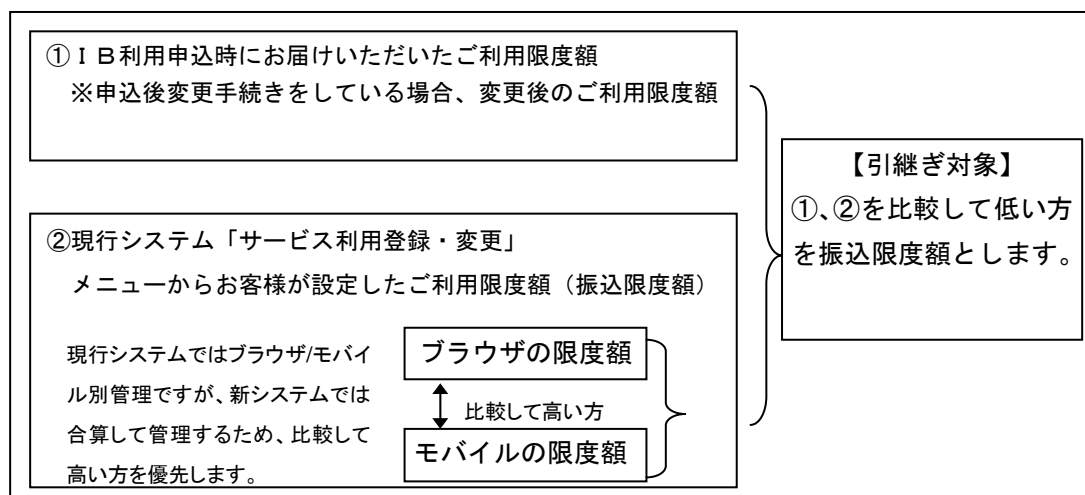 ①ＩＢ利用申込時にお届けいただいたご利用限度額
※申込後変更手続きをしている場合、変更後のご利用限度額
②現行システム「サービス利用登録・変更」
メニューからお客様が設定したご利用限度額（振込限度額）
現行システムではブラウザ/モバイ
ル別管理ですが、新システムでは
合算して管理するため、比較して
高い方を優先します。
ブラウザの限度額
比較して高い方
モバイルの限度額
【引継ぎ対象】
①、②を比較して低い方
を振込限度額とします。